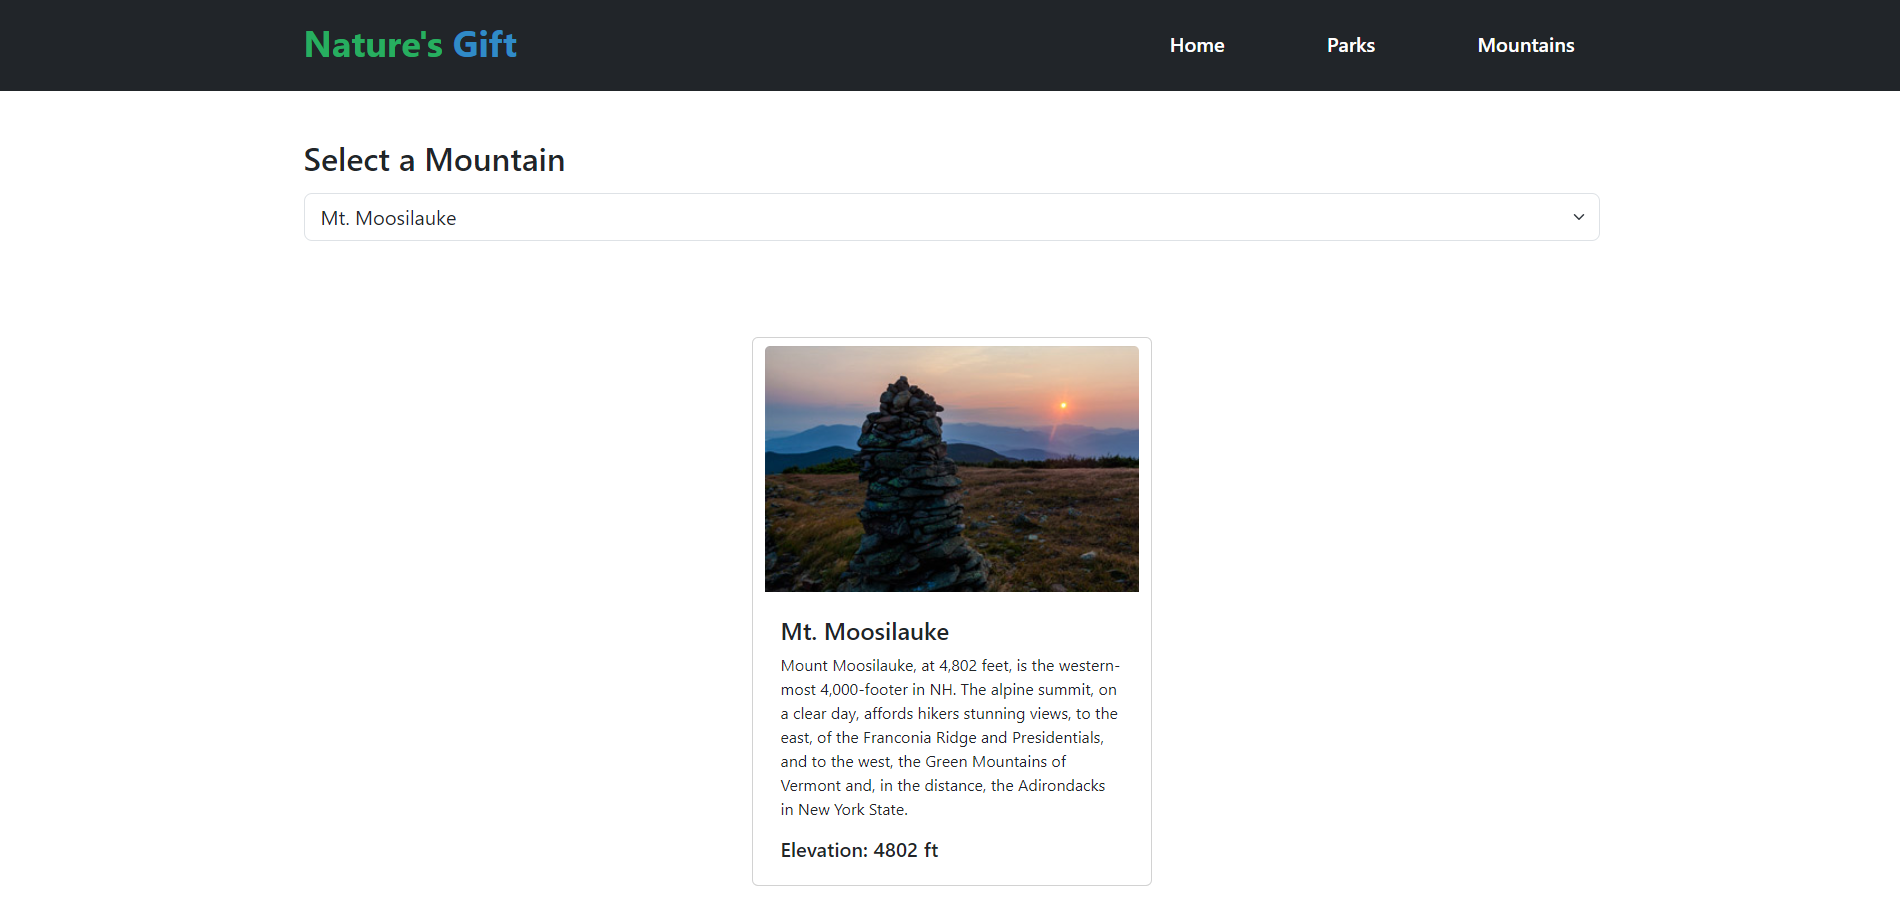 Nature's Gift
Home
Parks
Mountains
Select a Mountain
Mt. Moosilauke
Mt. Moosilauke
Mount Moosilauke, at 4,802 feet, is the western-
most 4,000-footer in NH. The alpine summit, on
a clear day, affords hikers stunning views, to the
east, of the Franconia Ridge and Presidentials,
and to the west, the Green Mountains of
Vermont and, in the distance, the Adirondacks
in New York State.
Elevation: 4802 ft